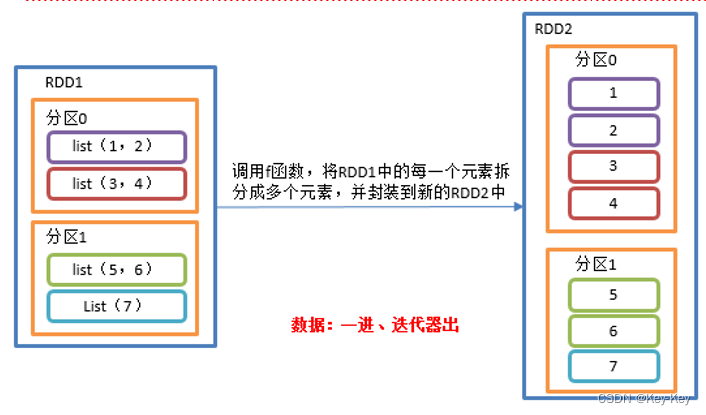 RDD1
分区0
list（1，2）
list（3，4）
分区1
list（5，6）
List（7）
调用f函数，将RDD1中的每一个元素拆
分成多个元素，并封装到新的RDD2中
数据：一进、迭代器出
RDD2
分区0
1
2
3
4
分区1
5
6
7
CSDN @Key-Key